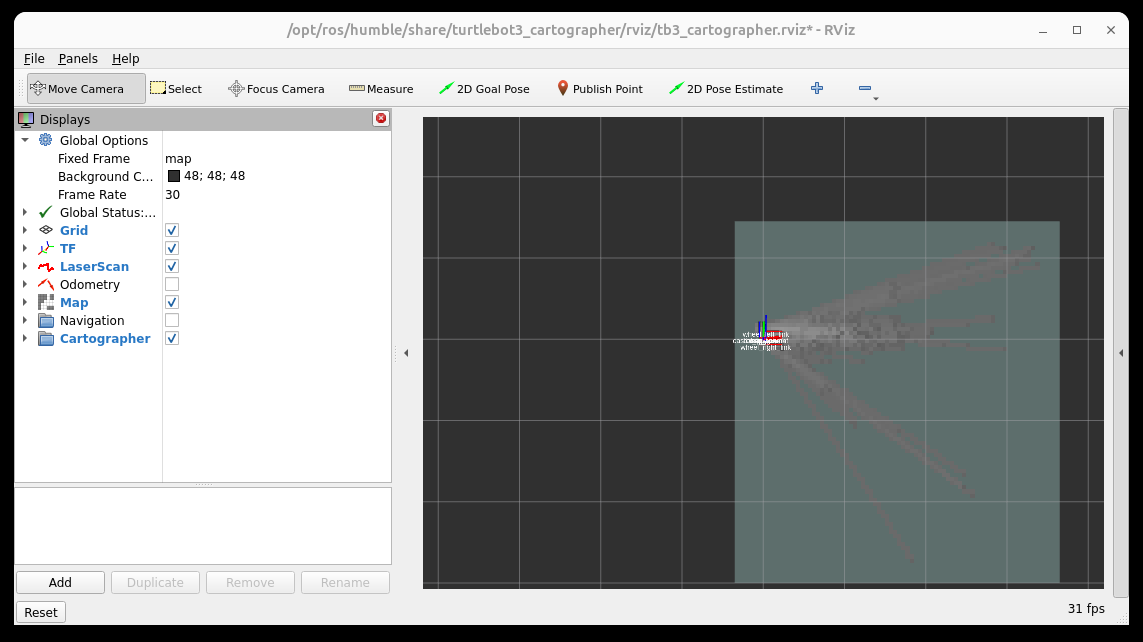 /opt/ros/humble/share/turtlebot3_cartographer/rviz/tb3_cartographer.rviz* - RViz
File Panels Help
Move Camera Select Focus Camera Measure 2D Goal Pose Publish Point 2D Pose Estimate
Displays
Global Options
Fixed Frame map
Background C... 48; 48; 48
Frame Rate 30
Global Status:...
Grid
TF
LaserScan
Odometry
Map
Navigation
Cartographer
wheel_left_link
wheel_right_link
Add Duplicate Remove Rename
Reset
31 fps